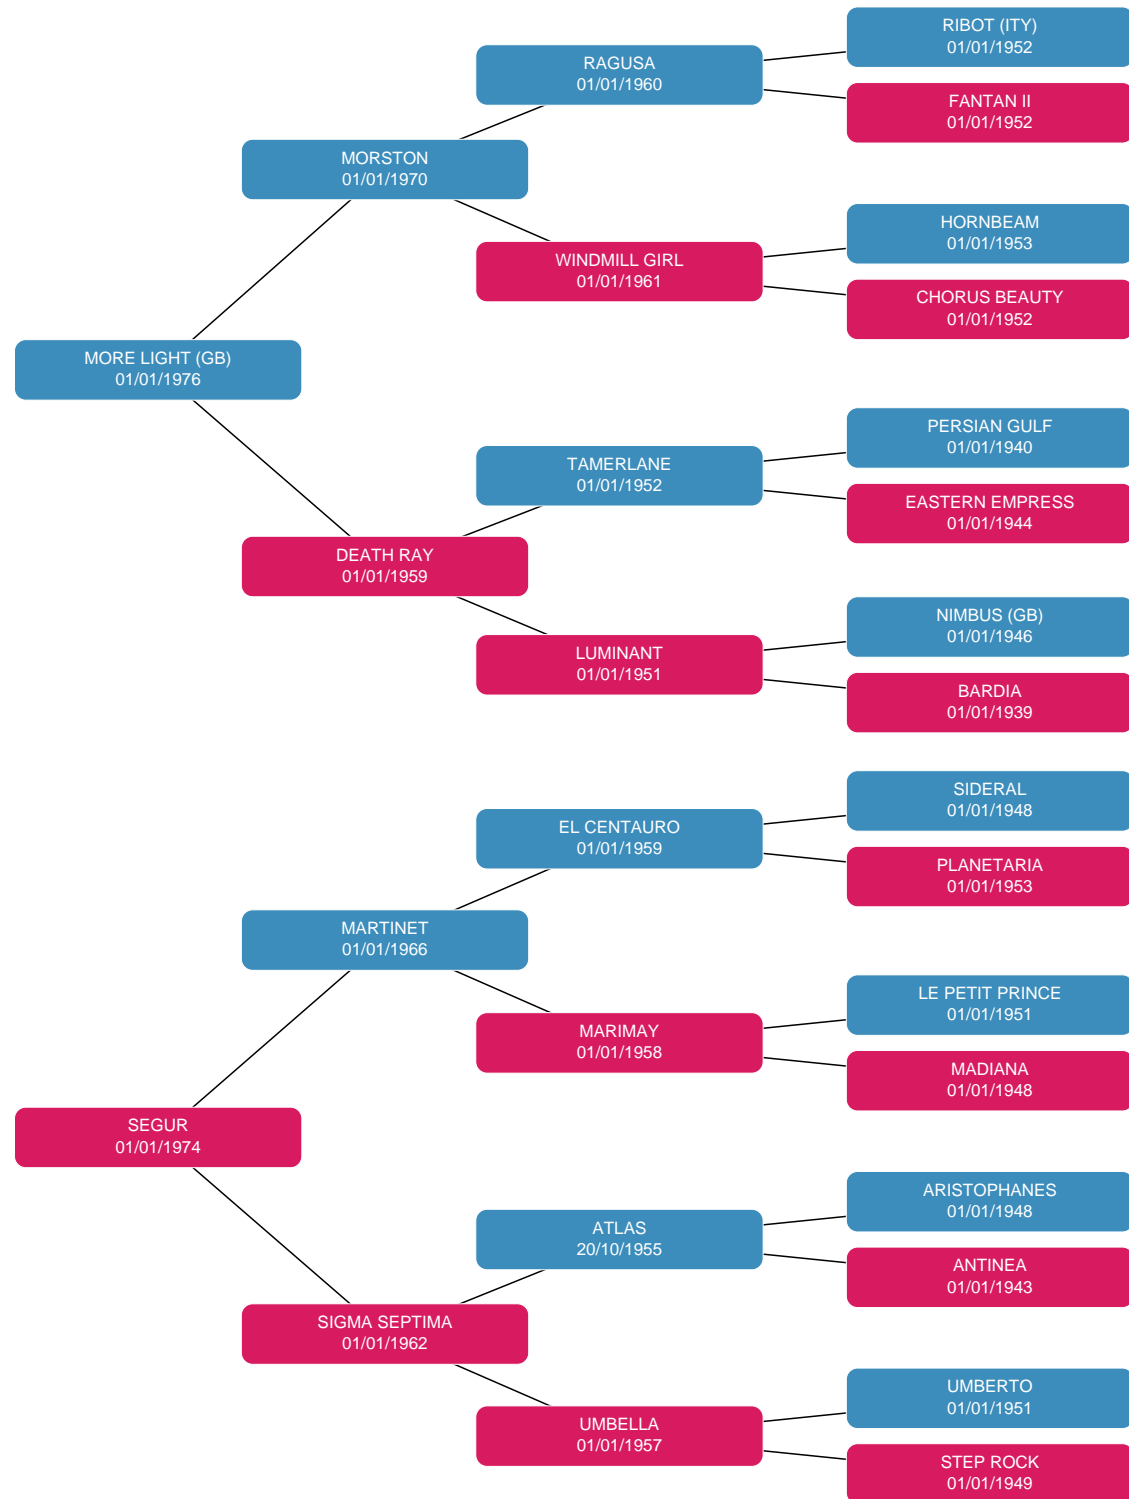 RIBOT (ITY)
01/01/1952
RAGUSA
01/01/1960
FANTAN II
01/01/1952
MORSTON
01/01/1970
HORNBEAM
01/01/1953
WINDMILL GIRL
01/01/1961
CHORUS BEAUTY
01/01/1952
MORE LIGHT (GB)
01/01/1976
PERSIAN GULF
01/01/1940
TAMERLANE
01/01/1952
EASTERN EMPRESS
01/01/1944
DEATH RAY
01/01/1959
NIMBUS (GB)
01/01/1946
LUMINANT
01/01/1951
BARDIA
01/01/1939
SIDERAL
01/01/1948
EL CENTAURO
01/01/1959
PLANETARIA
01/01/1953
MARTINET
01/01/1966
LE PETIT PRINCE
01/01/1951
MARIMAY
01/01/1958
MADIANA
01/01/1948
SEGUR
01/01/1974
ARISTOPHANES
01/01/1948
ATLAS
20/10/1955
ANTINEA
01/01/1943
SIGMA SEPTIMA
01/01/1962
UMBERTO
01/01/1951
UMBELLA
01/01/1957
STEP ROCK
01/01/1949